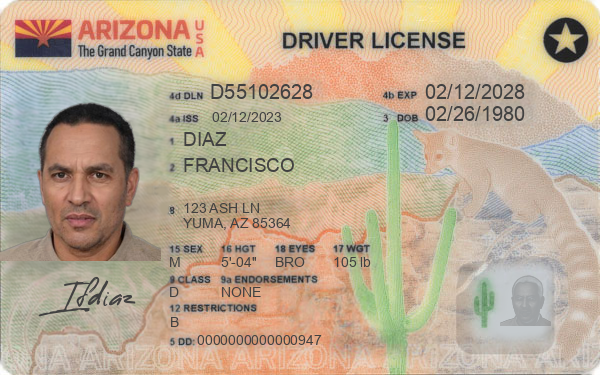 ARIZONA USA
The Grand Canyon State
DRIVER LICENSE
4d DLN D55102628 4b EXP 02/12/2028
4a ISS 02/12/2023 3 DOB 02/26/1980
1 DIAZ
2 FRANCISCO
8 123 ASH LN
YUMA, AZ 85364
15 SEX 16 HGT 18 EYES 17 WGT
M 5'-04" BRO 105 lb
9 CLASS 9a ENDORSEMENTS
D NONE
12 RESTRICTIONS
B
5 DD: 0000000000000947
ARIZONA ARIZONA ARIZONA ARIZONA